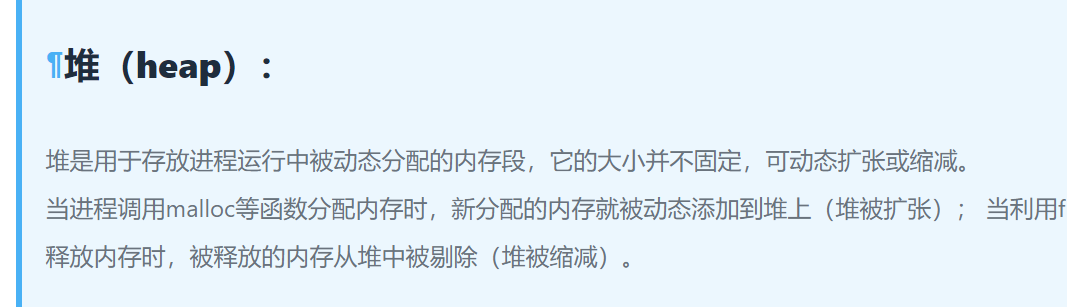 ¶堆（heap）：
堆是用于存放进程运行中被动态分配的内存段，它的大小并不固定，可动态扩张或缩减。
当进程调用malloc等函数分配内存时，新分配的内存就被动态添加到堆上（堆被扩张）； 当利用f
释放内存时，被释放的内存从堆中被剔除（堆被缩减）。